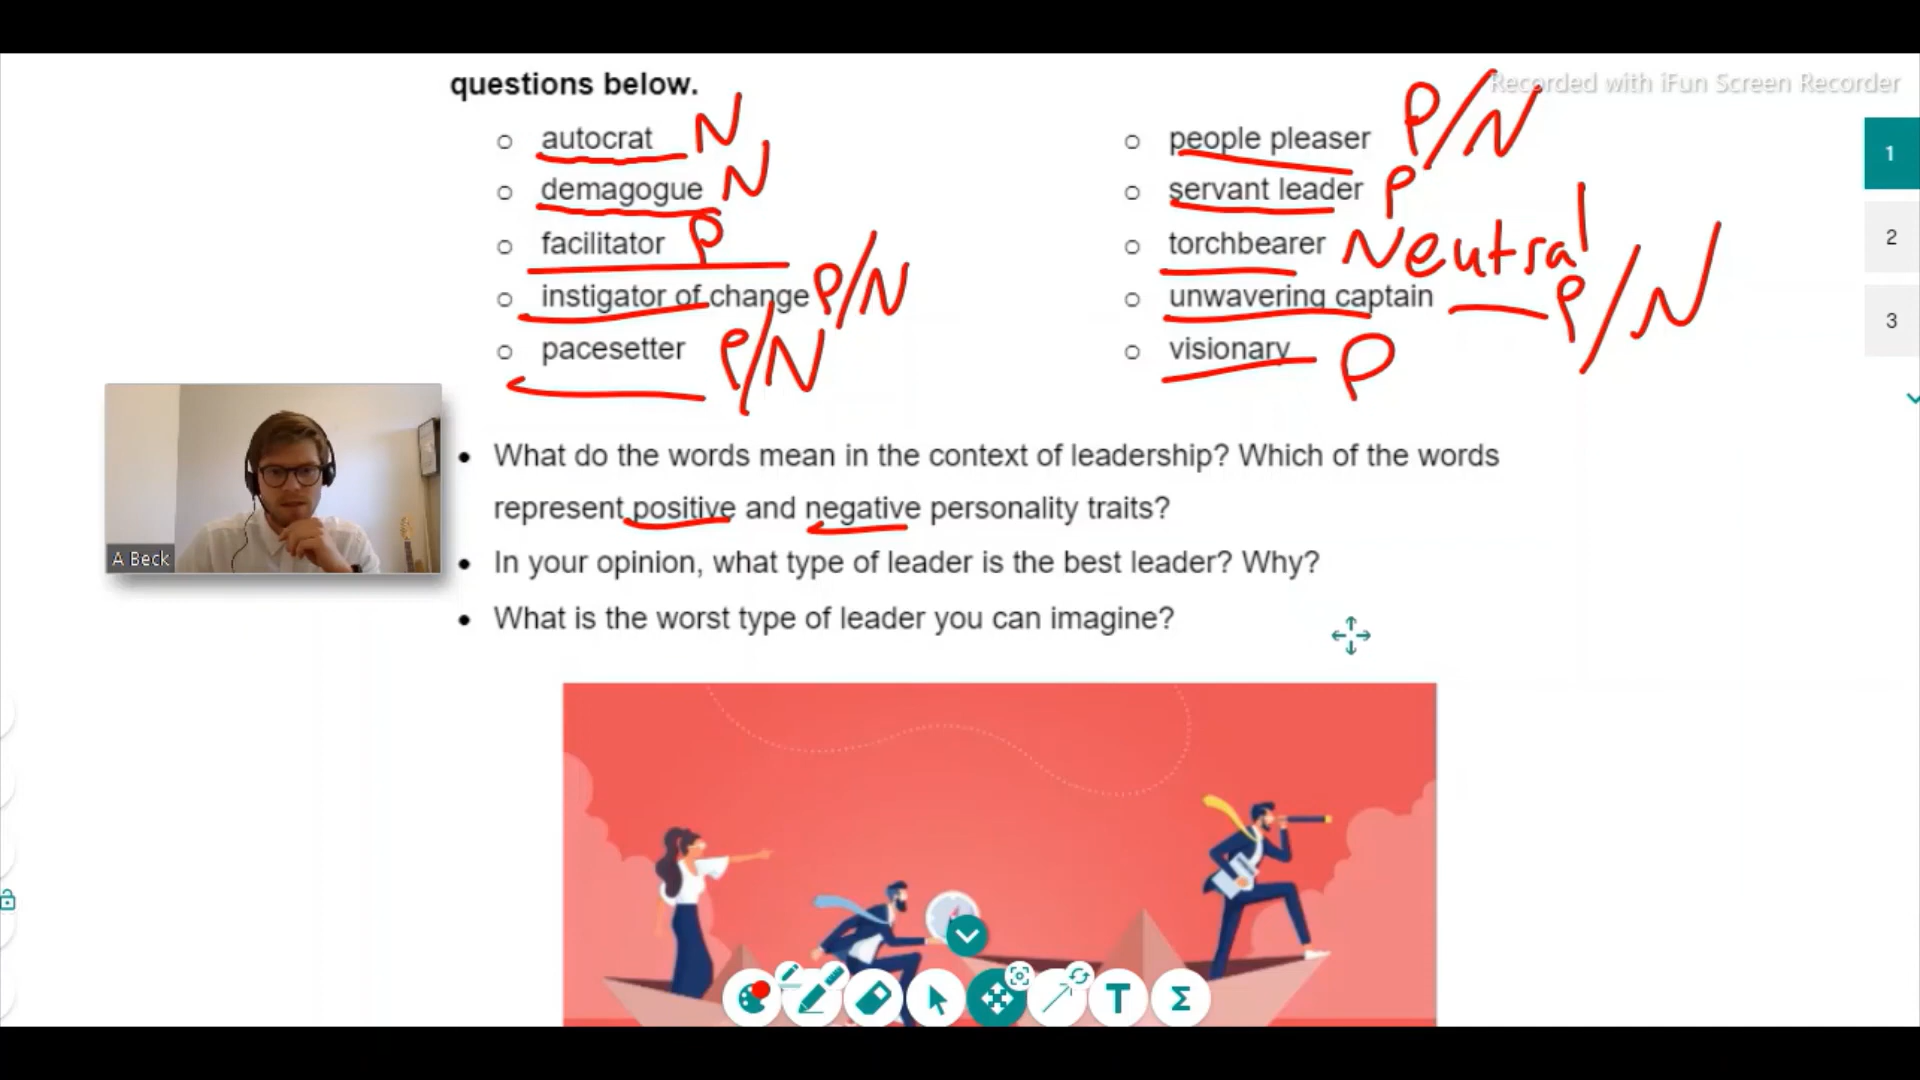 Recorded with iFun Screen Recorder
questions below.
autocrat N
demagogue N
facilitator P
instigator of change P/N
pacesetter P/N
people pleaser P/N
servant leader P
torchbearer Neutral
unwavering captain P/N
visionary P
1
2
3
What do the words mean in the context of leadership? Which of the words
represent positive and negative personality traits?
In your opinion, what type of leader is the best leader? Why?
What is the worst type of leader you can imagine?
A Beck
T
Σ